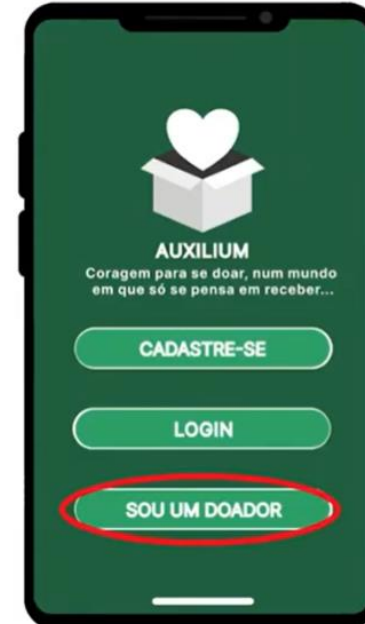 AUXILIUM
Coragem para se doar, num mundo
em que só se pensa em receber...
CADASTRE-SE
LOGIN
SOU UM DOADOR